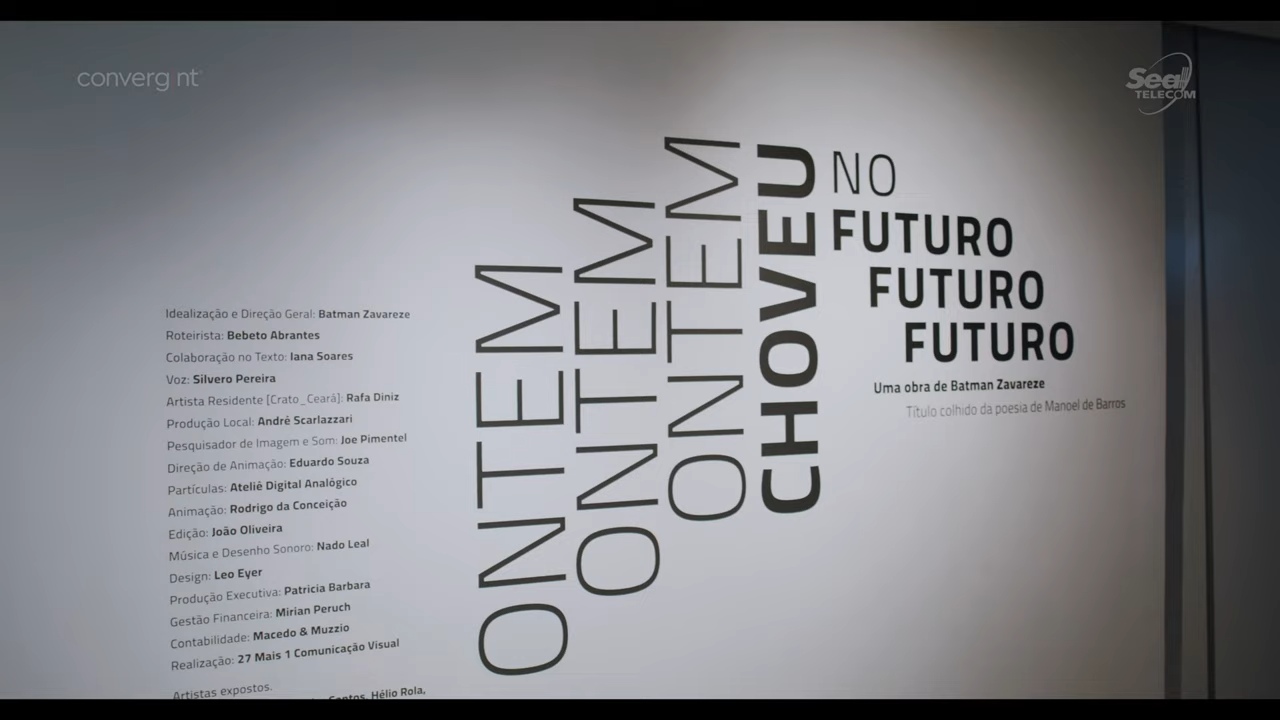 converg nt
Seal
TELECOM
ONTEM
ONTEM
ONTEM
CHOVEU
NO
FUTURO
FUTURO
FUTURO
Uma obra de Batman Zavareze
Título colhido da poesia de Manoel de Barros
Idealização e Direção Geral: Batman Zavareze
Roteirista: Bebeto Abrantes
Colaboração no Texto: Iana Soares
Voz: Silvero Pereira
Artista Residente [Crato_Ceará]: Rafa Diniz
Produção Local: André Scarlazzari
Pesquisador de Imagem e Som: Joe Pimentel
Direção de Animação: Eduardo Souza
Partículas: Ateliê Digital Analógico
Animação: Rodrigo da Conceição
Edição: João Oliveira
Música e Desenho Sonoro: Nado Leal
Design: Leo Eyer
Produção Executiva: Patricia Barbara
Gestão Financeira: Mirian Peruch
Contabilidade: Macedo & Muzzio
Realização: 27 Mais 1 Comunicação Visual
Artistas expostos.
Santos, Hélio Rola,